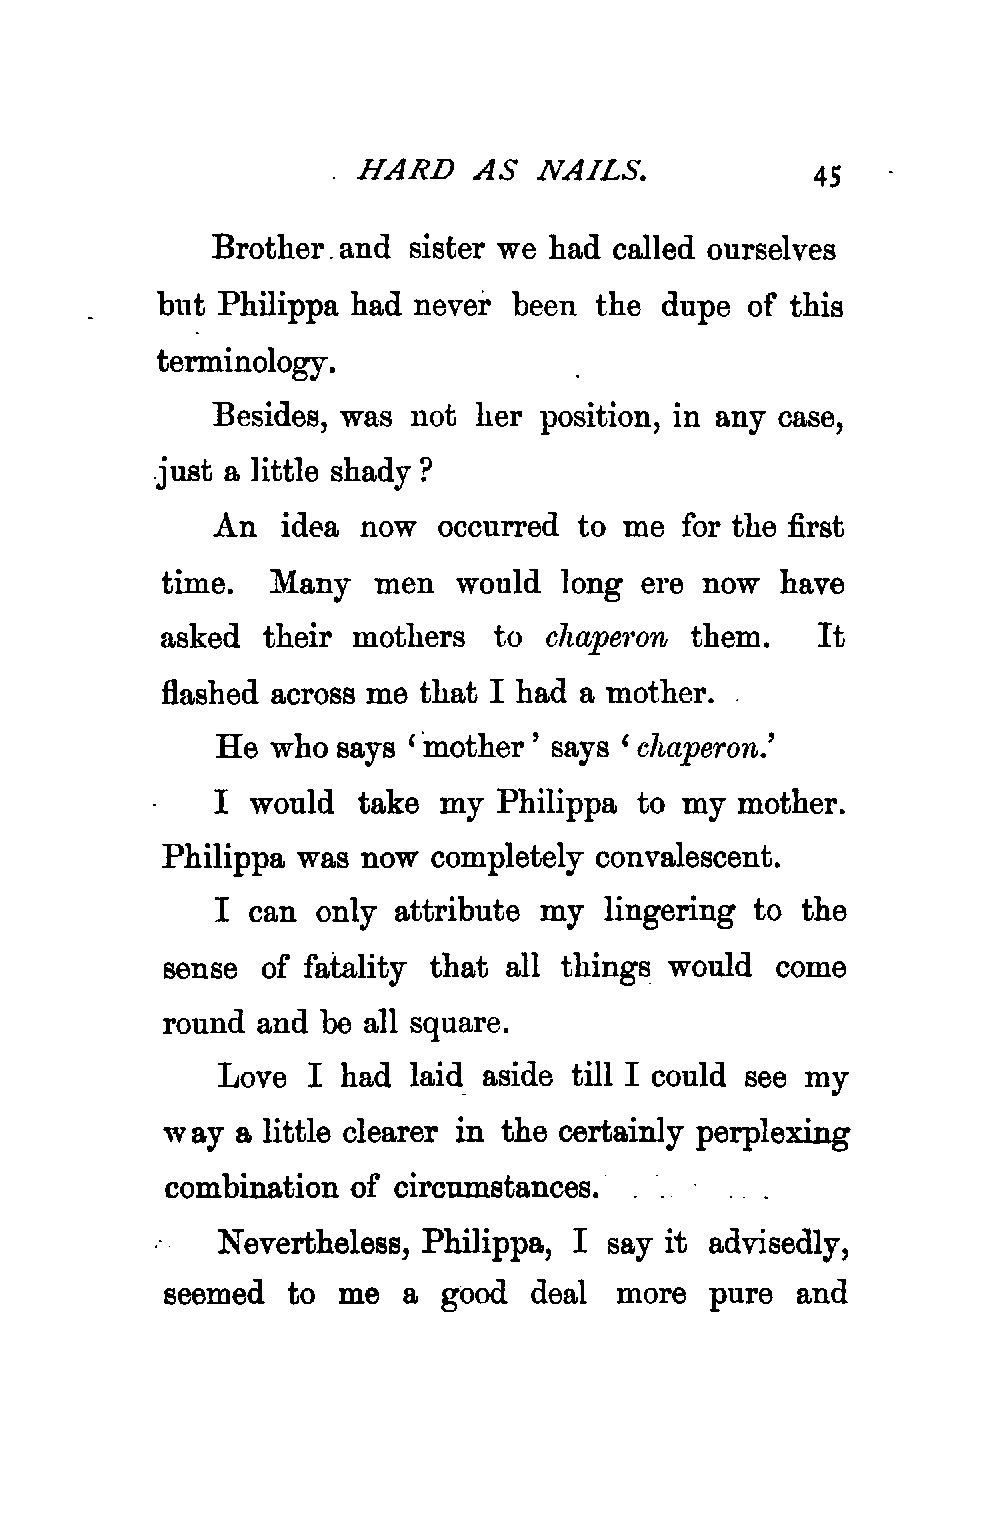 HARD AS NAILS. 45
Brother and sister we had called ourselves
but Philippa had never been the dupe of this
terminology.
Besides, was not her position, in any case,
just a little shady?
An idea now occurred to me for the first
time. Many men would long ere now have
asked their mothers to chaperon them. It
flashed across me that I had a mother.
He who says ‘mother’ says ‘chaperon.’
I would take my Philippa to my mother.
Philippa was now completely convalescent.
I can only attribute my lingering to the
sense of fatality that all things would come
round and be all square.
Love I had laid aside till I could see my
way a little clearer in the certainly perplexing
combination of circumstances.
Nevertheless, Philippa, I say it advisedly,
seemed to me a good deal more pure and